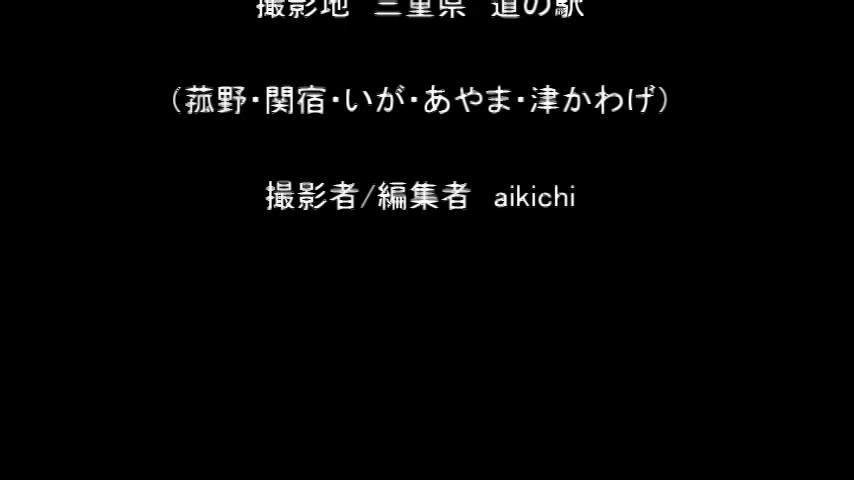 撮影地　三重県　道の駅
（菰野・関宿・いが・あやま・津かわげ）
撮影者/編集者　aikichi